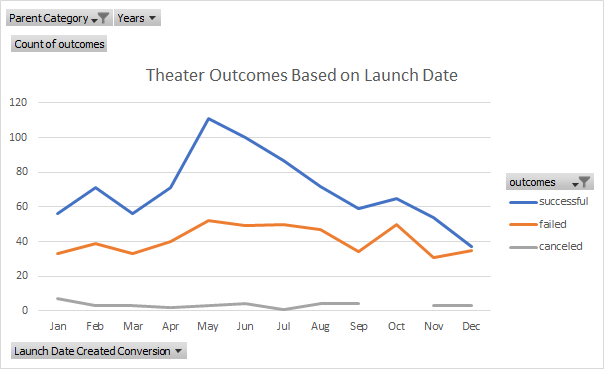 Parent Category Years
Count of outcomes
Theater Outcomes Based on Launch Date
120
100
80
60
40
20
0
Jan Feb Mar Apr May Jun Jul Aug Sep Oct Nov Dec
outcomes
successful
failed
canceled
Launch Date Created Conversion